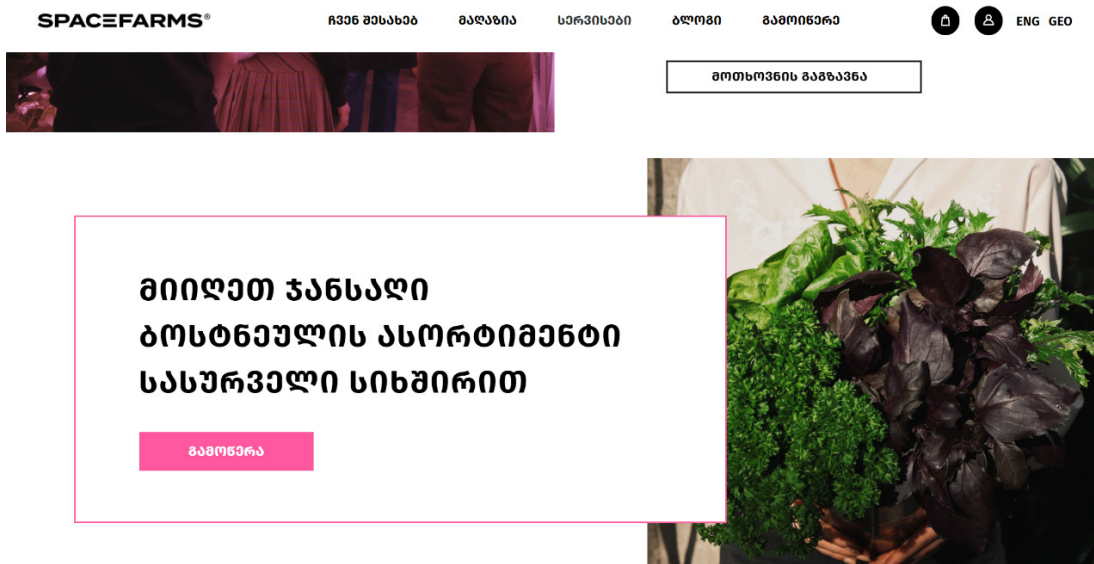 SPACEFARMS®
ჩვენ შესახებ
მაღაზია
სერვისები
ბლოგი
გამოიწერე
ENG GEO
მოთხოვნის გაგზავნა
მიიღეთ ჯანსაღი
ბოსტნეულის ასორტიმენტი
სასურველი სიხშირით
გამოწერა